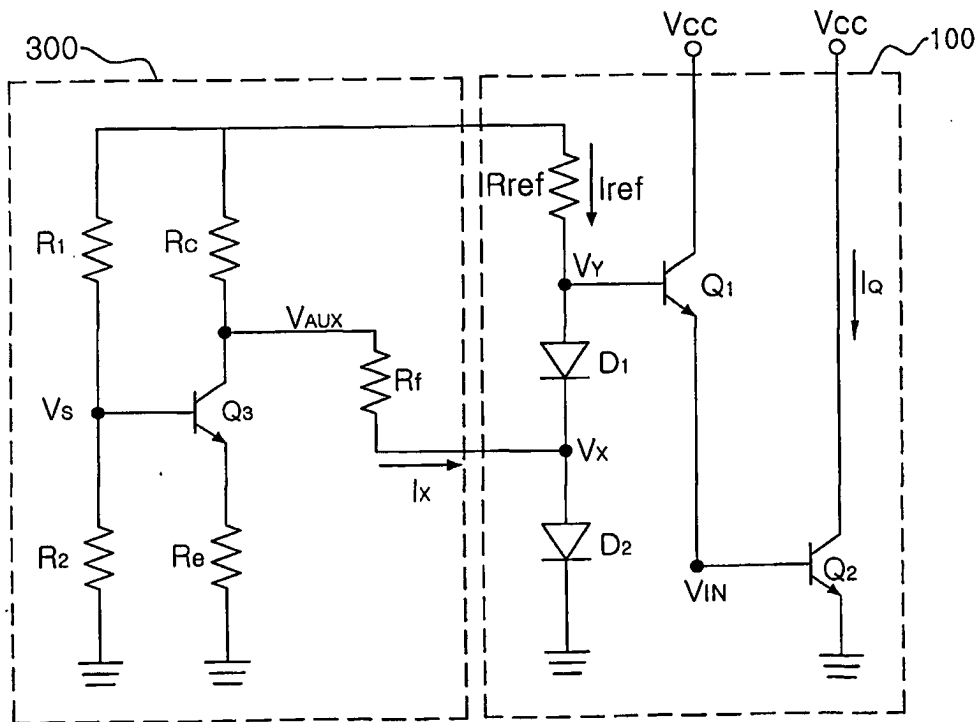 300
VCC
VCC
100
R1
RC
Rref
Iref
VY
Q1
IQ
VAUX
Rf
D1
VS
Q3
VX
IX
R2
Re
D2
VIN
Q2